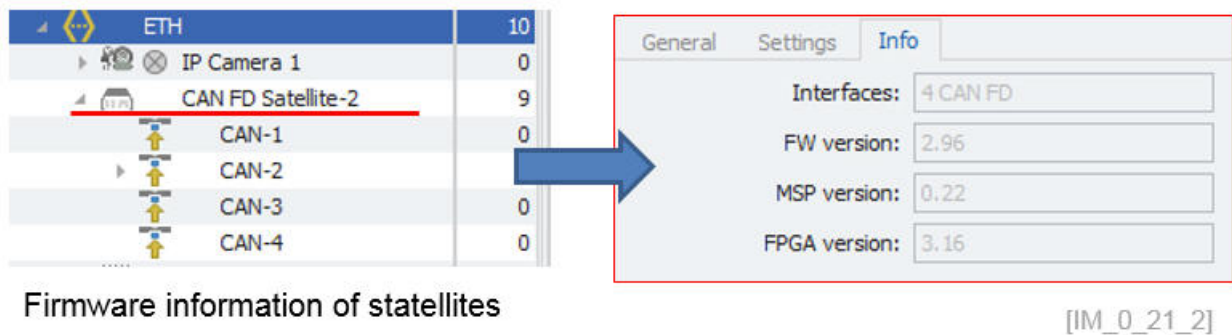 ETH 10
IP Camera 1 0
CAN FD Satellite-2 9
CAN-1 0
CAN-2
CAN-3 0
CAN-4 0
General Settings Info
Interfaces: 4 CAN FD
FW version: 2.96
MSP version: 0.22
FPGA version: 3.16
Firmware information of statellites
[IM_0_21_2]